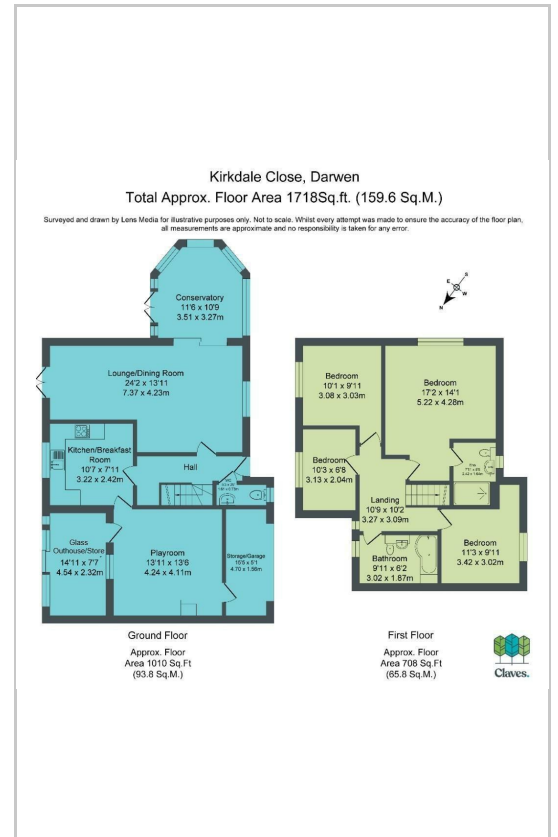 Kirkdale Close, Darwen
Total Approx. Floor Area 1718Sq.ft. (159.6 Sq.M.)
Surveyed and drawn by Lens Media for illustrative purposes only. Not to scale. Whilst every attempt was made to ensure the accuracy of the floor plan,
all measurements are approximate and no responsibility is taken for any error.
Conservatory
11'6 x 10'9
3.51 x 3.27m
S
E
W
N
Lounge/Dining Room
24'2 x 13'11
7.37 x 4.23m
Kitchen/Breakfast
Room
10'7 x 7'11
3.22 x 2.42m
Hall
WC
Glass
Outhouse/Store
14'11 x 7'7
4.54 x 2.32m
Playroom
13'11 x 13'6
4.24 x 4.11m
Storage/Garage
15'5 x 5'1
4.70 x 1.56m
Ground Floor
Approx. Floor
Area 1010 Sq.Ft
(93.8 Sq.M.)
Bedroom
10'1 x 9'11
3.08 x 3.03m
Bedroom
17'2 x 14'1
5.22 x 4.28m
Bedroom
10'3 x 6'8
3.13 x 2.04m
Landing
10'9 x 10'2
3.27 x 3.09m
Bathroom
9'11 x 6'2
3.02 x 1.87m
Bedroom
11'3 x 9'11
3.42 x 3.02m
First Floor
Approx. Floor
Area 708 Sq.Ft
(65.8 Sq.M.)
Claves.